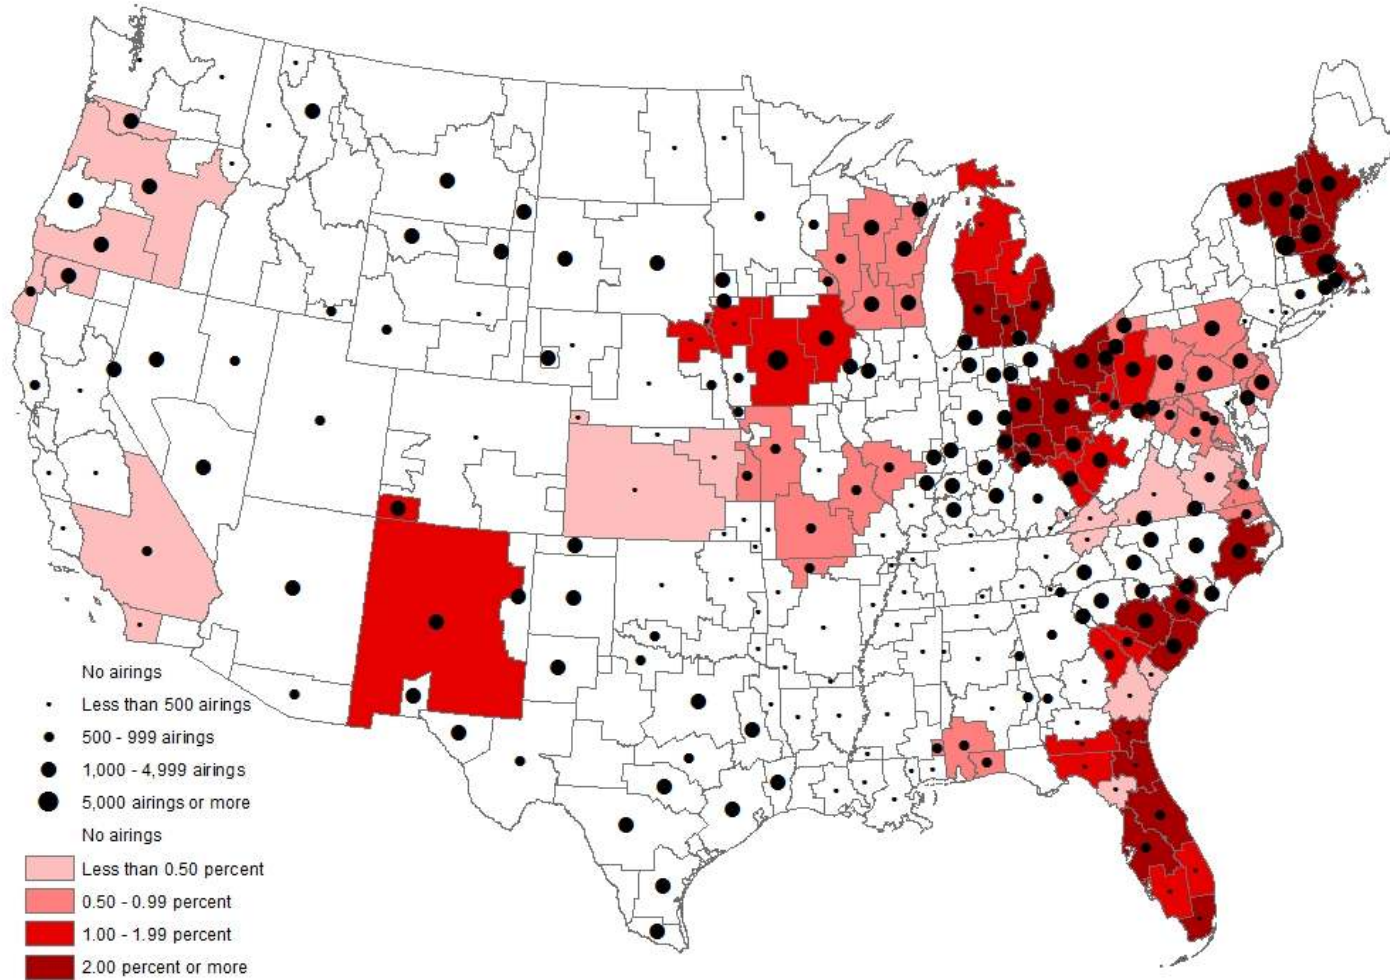 No airings
Less than 500 airings
500 - 999 airings
1,000 - 4,999 airings
5,000 airings or more
No airings
Less than 0.50 percent
0.50 - 0.99 percent
1.00 - 1.99 percent
2.00 percent or more